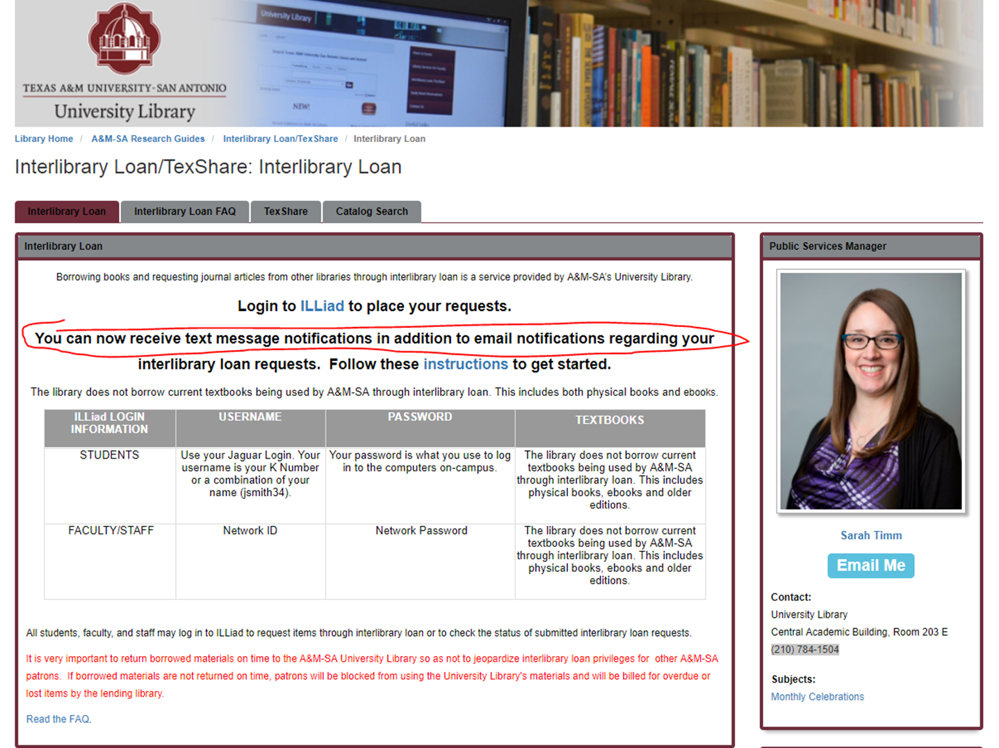 TEXAS A&M UNIVERSITY-SAN ANTONIO
University Library
University Library
NEW!
Library Home / A&M-SA Research Guides / Interlibrary Loan/TexShare / Interlibrary Loan
Interlibrary Loan/TexShare: Interlibrary Loan
Interlibrary Loan
Interlibrary Loan FAQ
TexShare
Catalog Search
Interlibrary Loan
Borrowing books and requesting journal articles from other libraries through interlibrary loan is a service provided by A&M-SA's University Library.
Login to ILLiad to place your requests.
You can now receive text message notifications in addition to email notifications regarding your
interlibrary loan requests.  Follow these instructions to get started.
The library does not borrow current textbooks being used by A&M-SA through interlibrary loan. This includes both physical books and ebooks.
ILLiad LOGIN
INFORMATION
USERNAME
PASSWORD
TEXTBOOKS
STUDENTS
Use your Jaguar Login. Your
username is your K Number
or a combination of your
name (jsmith34).
Your password is what you use to log
in to the computers on-campus.
The library does not borrow current
textbooks being used by A&M-SA
through interlibrary loan. This includes
physical books, ebooks and older
editions.
FACULTY/STAFF
Network ID
Network Password
The library does not borrow current
textbooks being used by A&M-SA
through interlibrary loan. This includes
physical books, ebooks and older
editions.
All students, faculty, and staff may log in to ILLiad to request items through interlibrary loan or to check the status of submitted interlibrary loan requests.
It is very important to return borrowed materials on time to the A&M-SA University Library so as not to jeopardize interlibrary loan privileges for  other A&M-SA
patrons.  If borrowed materials are not returned on time, patrons will be blocked from using the University Library's materials and will be billed for overdue or
lost items by the lending library.
Read the FAQ.
Public Services Manager
Sarah Timm
Email Me
Contact:
University Library
Central Academic Building, Room 203 E
(210) 784-1504
Subjects:
Monthly Celebrations